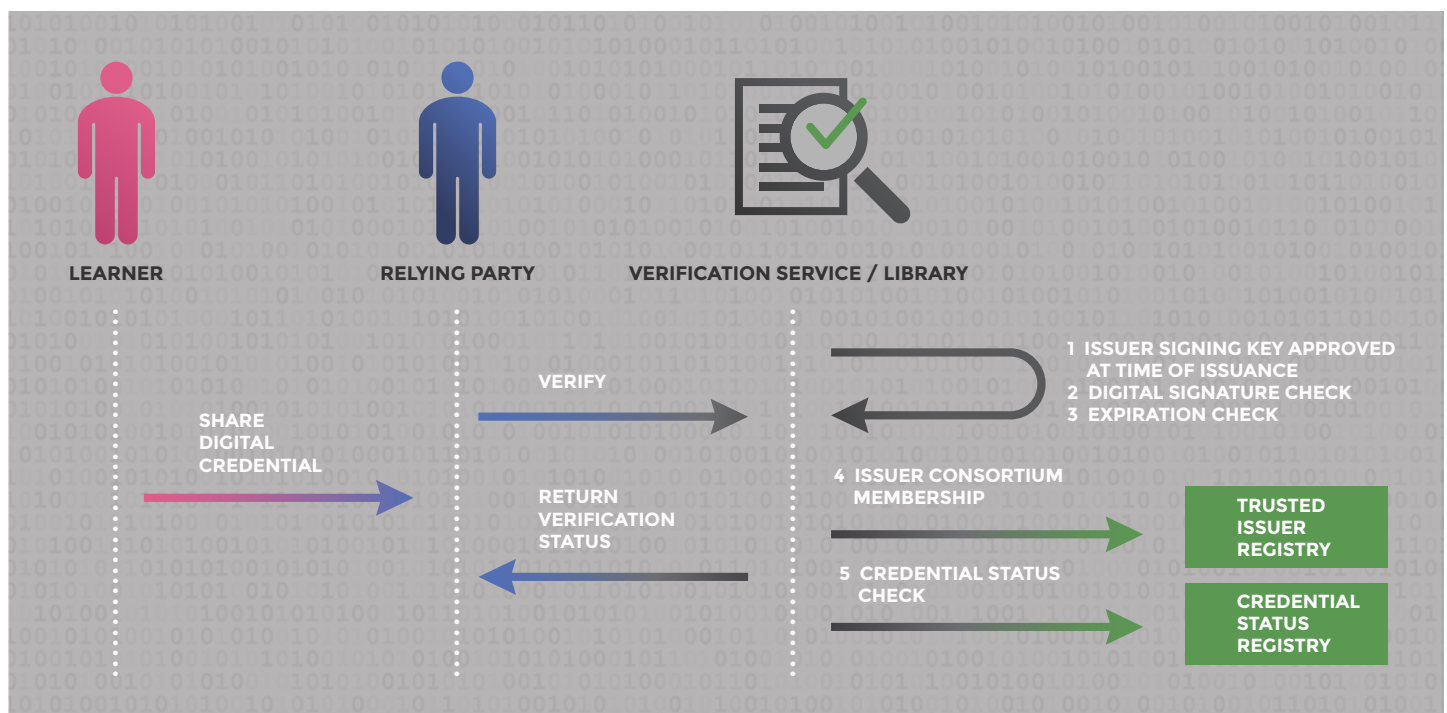 LEARNER
RELYING PARTY
VERIFICATION SERVICE / LIBRARY
SHARE
DIGITAL
CREDENTIAL
VERIFY
RETURN
VERIFICATION
STATUS
1 ISSUER SIGNING KEY APPROVED
AT TIME OF ISSUANCE
2 DIGITAL SIGNATURE CHECK
3 EXPIRATION CHECK
4 ISSUER CONSORTIUM
MEMBERSHIP
TRUSTED
ISSUER
REGISTRY
5 CREDENTIAL STATUS
CHECK
CREDENTIAL
STATUS
REGISTRY